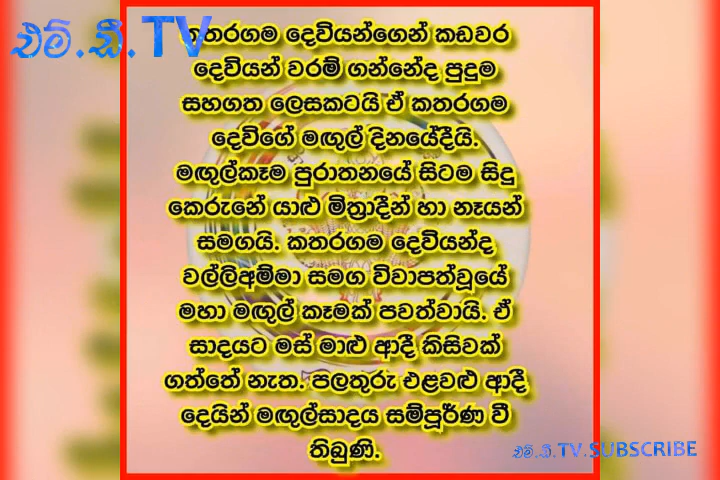 එම්.ඩී.TV
කතරගම දෙවියන්ගෙන් කඩවර
දෙවියන් වරම් ගන්නේද පුදුම
සහගත ලෙසකටයි ඒ කතරගම
දෙවිගේ මඟුල් දිනයේදීයි.
මඟුල්කෑම පුරාතනයේ සිටම සිදු
කෙරුනේ යාළු මිත්‍රාදීන් හා නෑයන්
සමගයි. කතරගම දෙවියන්ද
වල්ලිඅම්මා සමග විවාපත්වූයේ
මහා මඟුල් කෑමක් පවත්වායි. ඒ
සාදයට මස් මාළු ආදී කිසිවක්
ගත්තේ නැත. පලතුරු එළවළු ආදී
දෙයින් මඟුල්සාදය සම්පූර්ණ වී
තිබුණි.
එම්.ඩී.TV.SUBSCRIBE